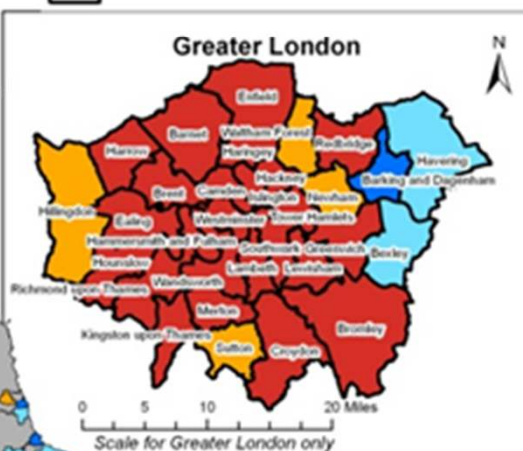 Greater London
N
Enfield
Barnet
Waltham Forest
Haringey
Redbridge
Harrow
Havering
Hackney
Barking and Dagenham
Brent
Camden
Islington
Newham
Hillingdon
Ealing
Westminster
Tower Hamlets
Hammersmith and Fulham
Southwark
Greenwich
Bexley
Hounslow
Lambeth
Lewisham
Richmond upon Thames
Wandsworth
Merton
Kingston upon Thames
Sutton
Croydon
Bromley
0 5 10 20 Miles
Scale for Greater London only